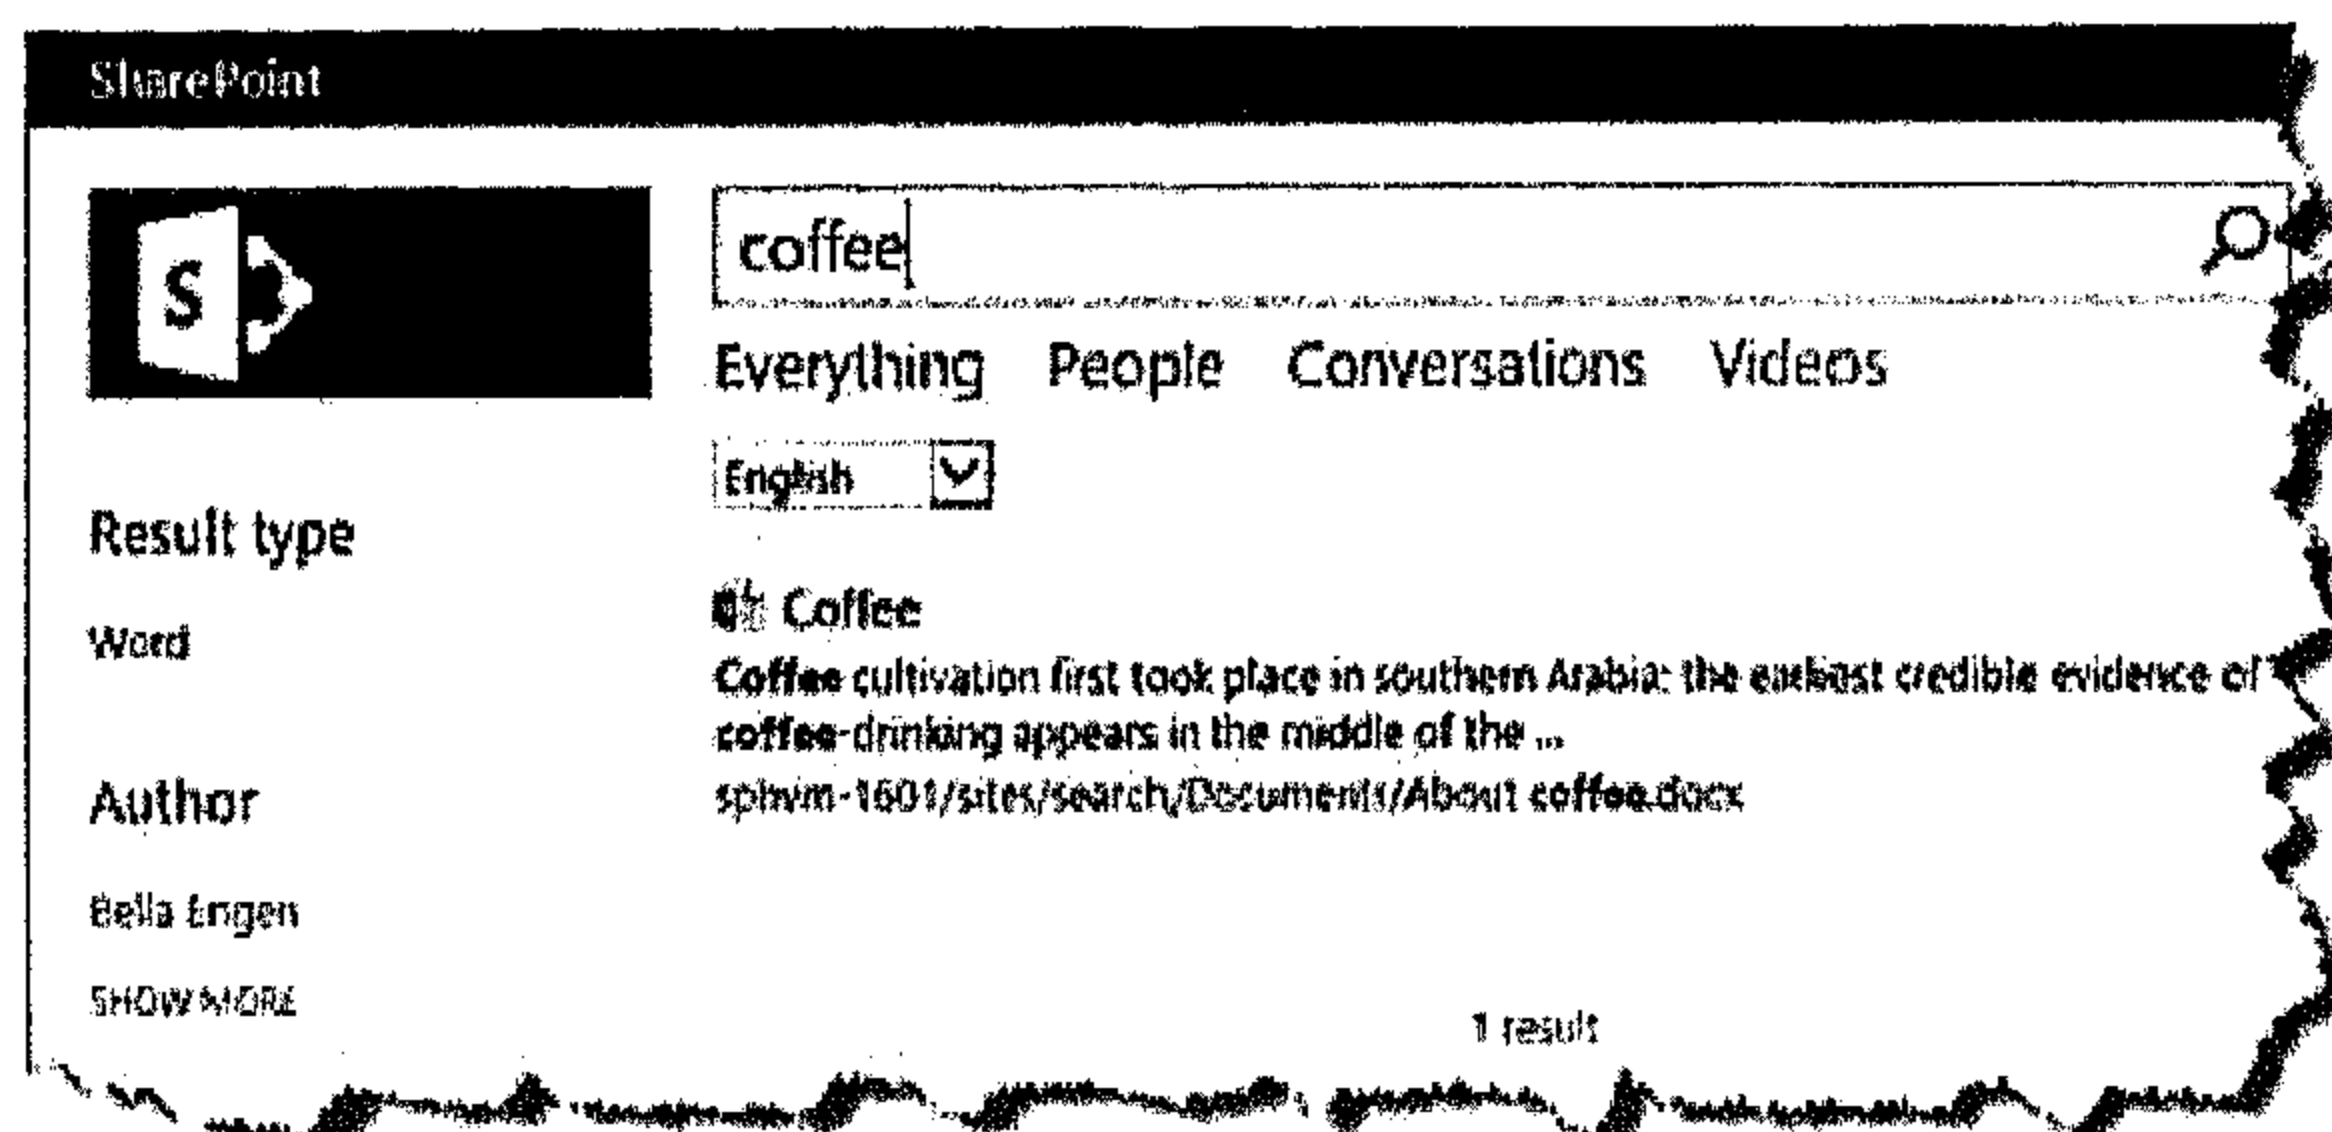 SharePoint
S
coffee
Everything People Conversations Videos
English
Result type
Word
Author
Bella Engen
SHOW MORE
Coffee
Coffee cultivation first took place in southern Arabia: the earliest credible evidence of
coffee-drinking appears in the middle of the ...
sphvm-1601/sites/search/Documents/About coffee.docx
1 result